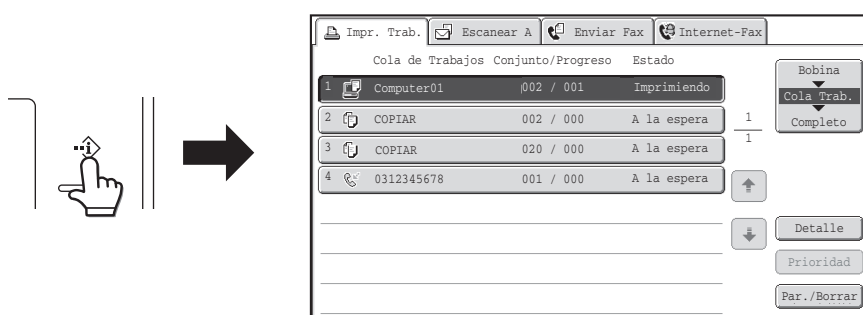 Impr. Trab. Escanear A Enviar Fax Internet-Fax
Cola de Trabajos Conjunto/Progreso Estado
1 Computer01 002 / 001 Imprimiendo
2 COPIAR 002 / 000 A la espera
3 COPIAR 020 / 000 A la espera
4 0312345678 001 / 000 A la espera
1
1
Bobina
Cola Trab.
Completo
Detalle
Prioridad
Par./Borrar